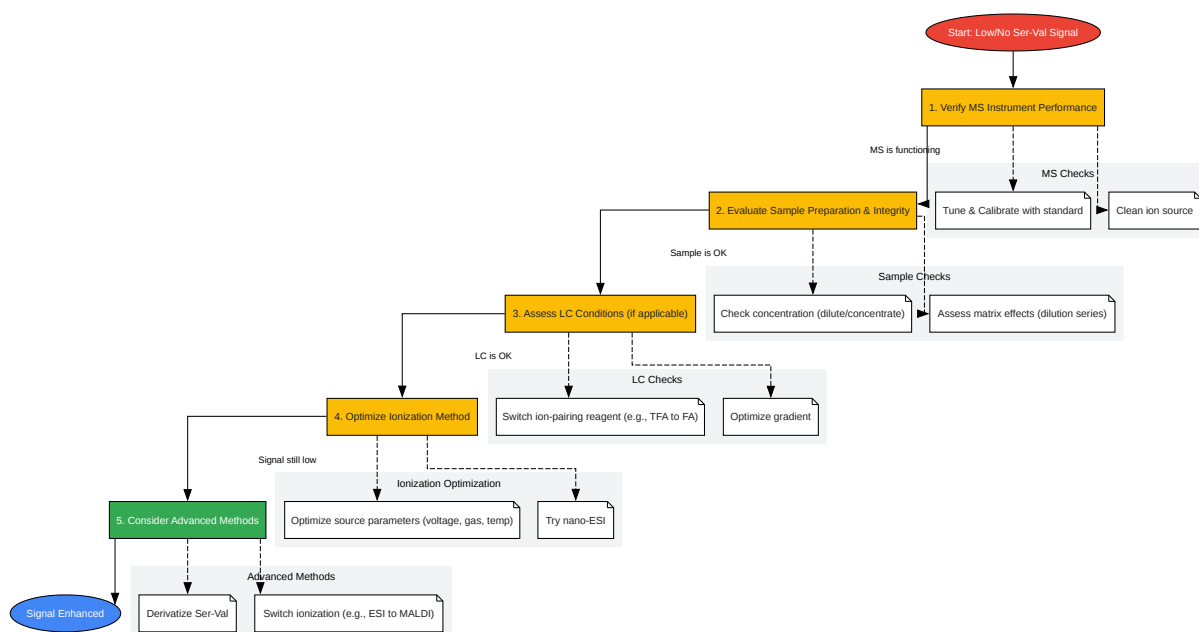 Start: Low/No Ser-Val Signal
1. Verify MS Instrument Performance
MS is functioning
MS Checks
2. Evaluate Sample Preparation & Integrity
Tune & Calibrate with standard
Clean ion source
Sample is OK
Sample Checks
3. Assess LC Conditions (if applicable)
Check concentration (dilute/concentrate)
Assess matrix effects (dilution series)
LC is OK
LC Checks
4. Optimize Ionization Method
Switch ion-pairing reagent (e.g., TFA to FA)
Optimize gradient
Signal still low
Ionization Optimization
5. Consider Advanced Methods
Optimize source parameters (voltage, gas, temp)
Try nano-ESI
Advanced Methods
Signal Enhanced
Derivatize Ser-Val
Switch ionization (e.g., ESI to MALDI)